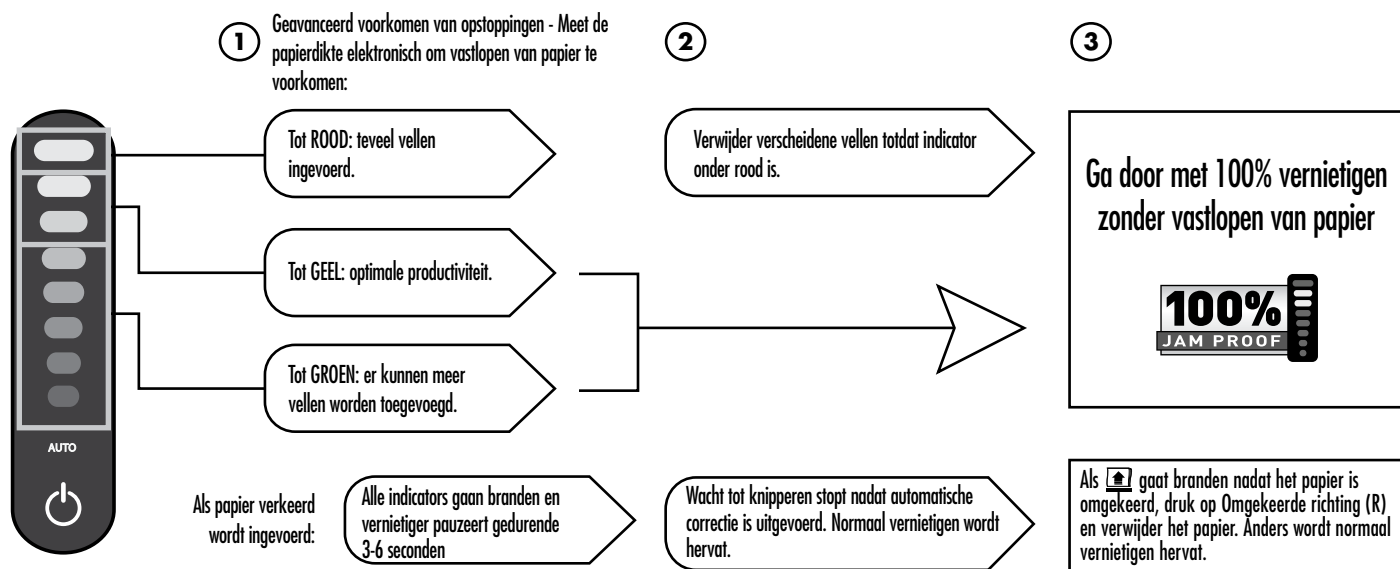 1
Geavanceerd voorkomen van opstoppingen - Meet de
papierdikte elektronisch om vastlopen van papier te
voorkomen:
2
3
Tot ROOD: teveel vellen
ingevoerd.
Verwijder verscheidene vellen totdat indicator
onder rood is.
Tot GEEL: optimale productiviteit.
Tot GROEN: er kunnen meer
vellen worden toegevoegd.
Ga door met 100% vernietigen
zonder vastlopen van papier
100%
JAM PROOF
AUTO
Als papier verkeerd
wordt ingevoerd:
Alle indicators gaan branden en
vernietiger pauzeert gedurende
3-6 seconden
Wacht tot knipperen stopt nadat automatische
correctie is uitgevoerd. Normaal vernietigen wordt
hervat.
Als gaat branden nadat het papier is
omgekeerd, druk op Omgekeerde richting (R)
en verwijder het papier. Anders wordt normaal
vernietigen hervat.